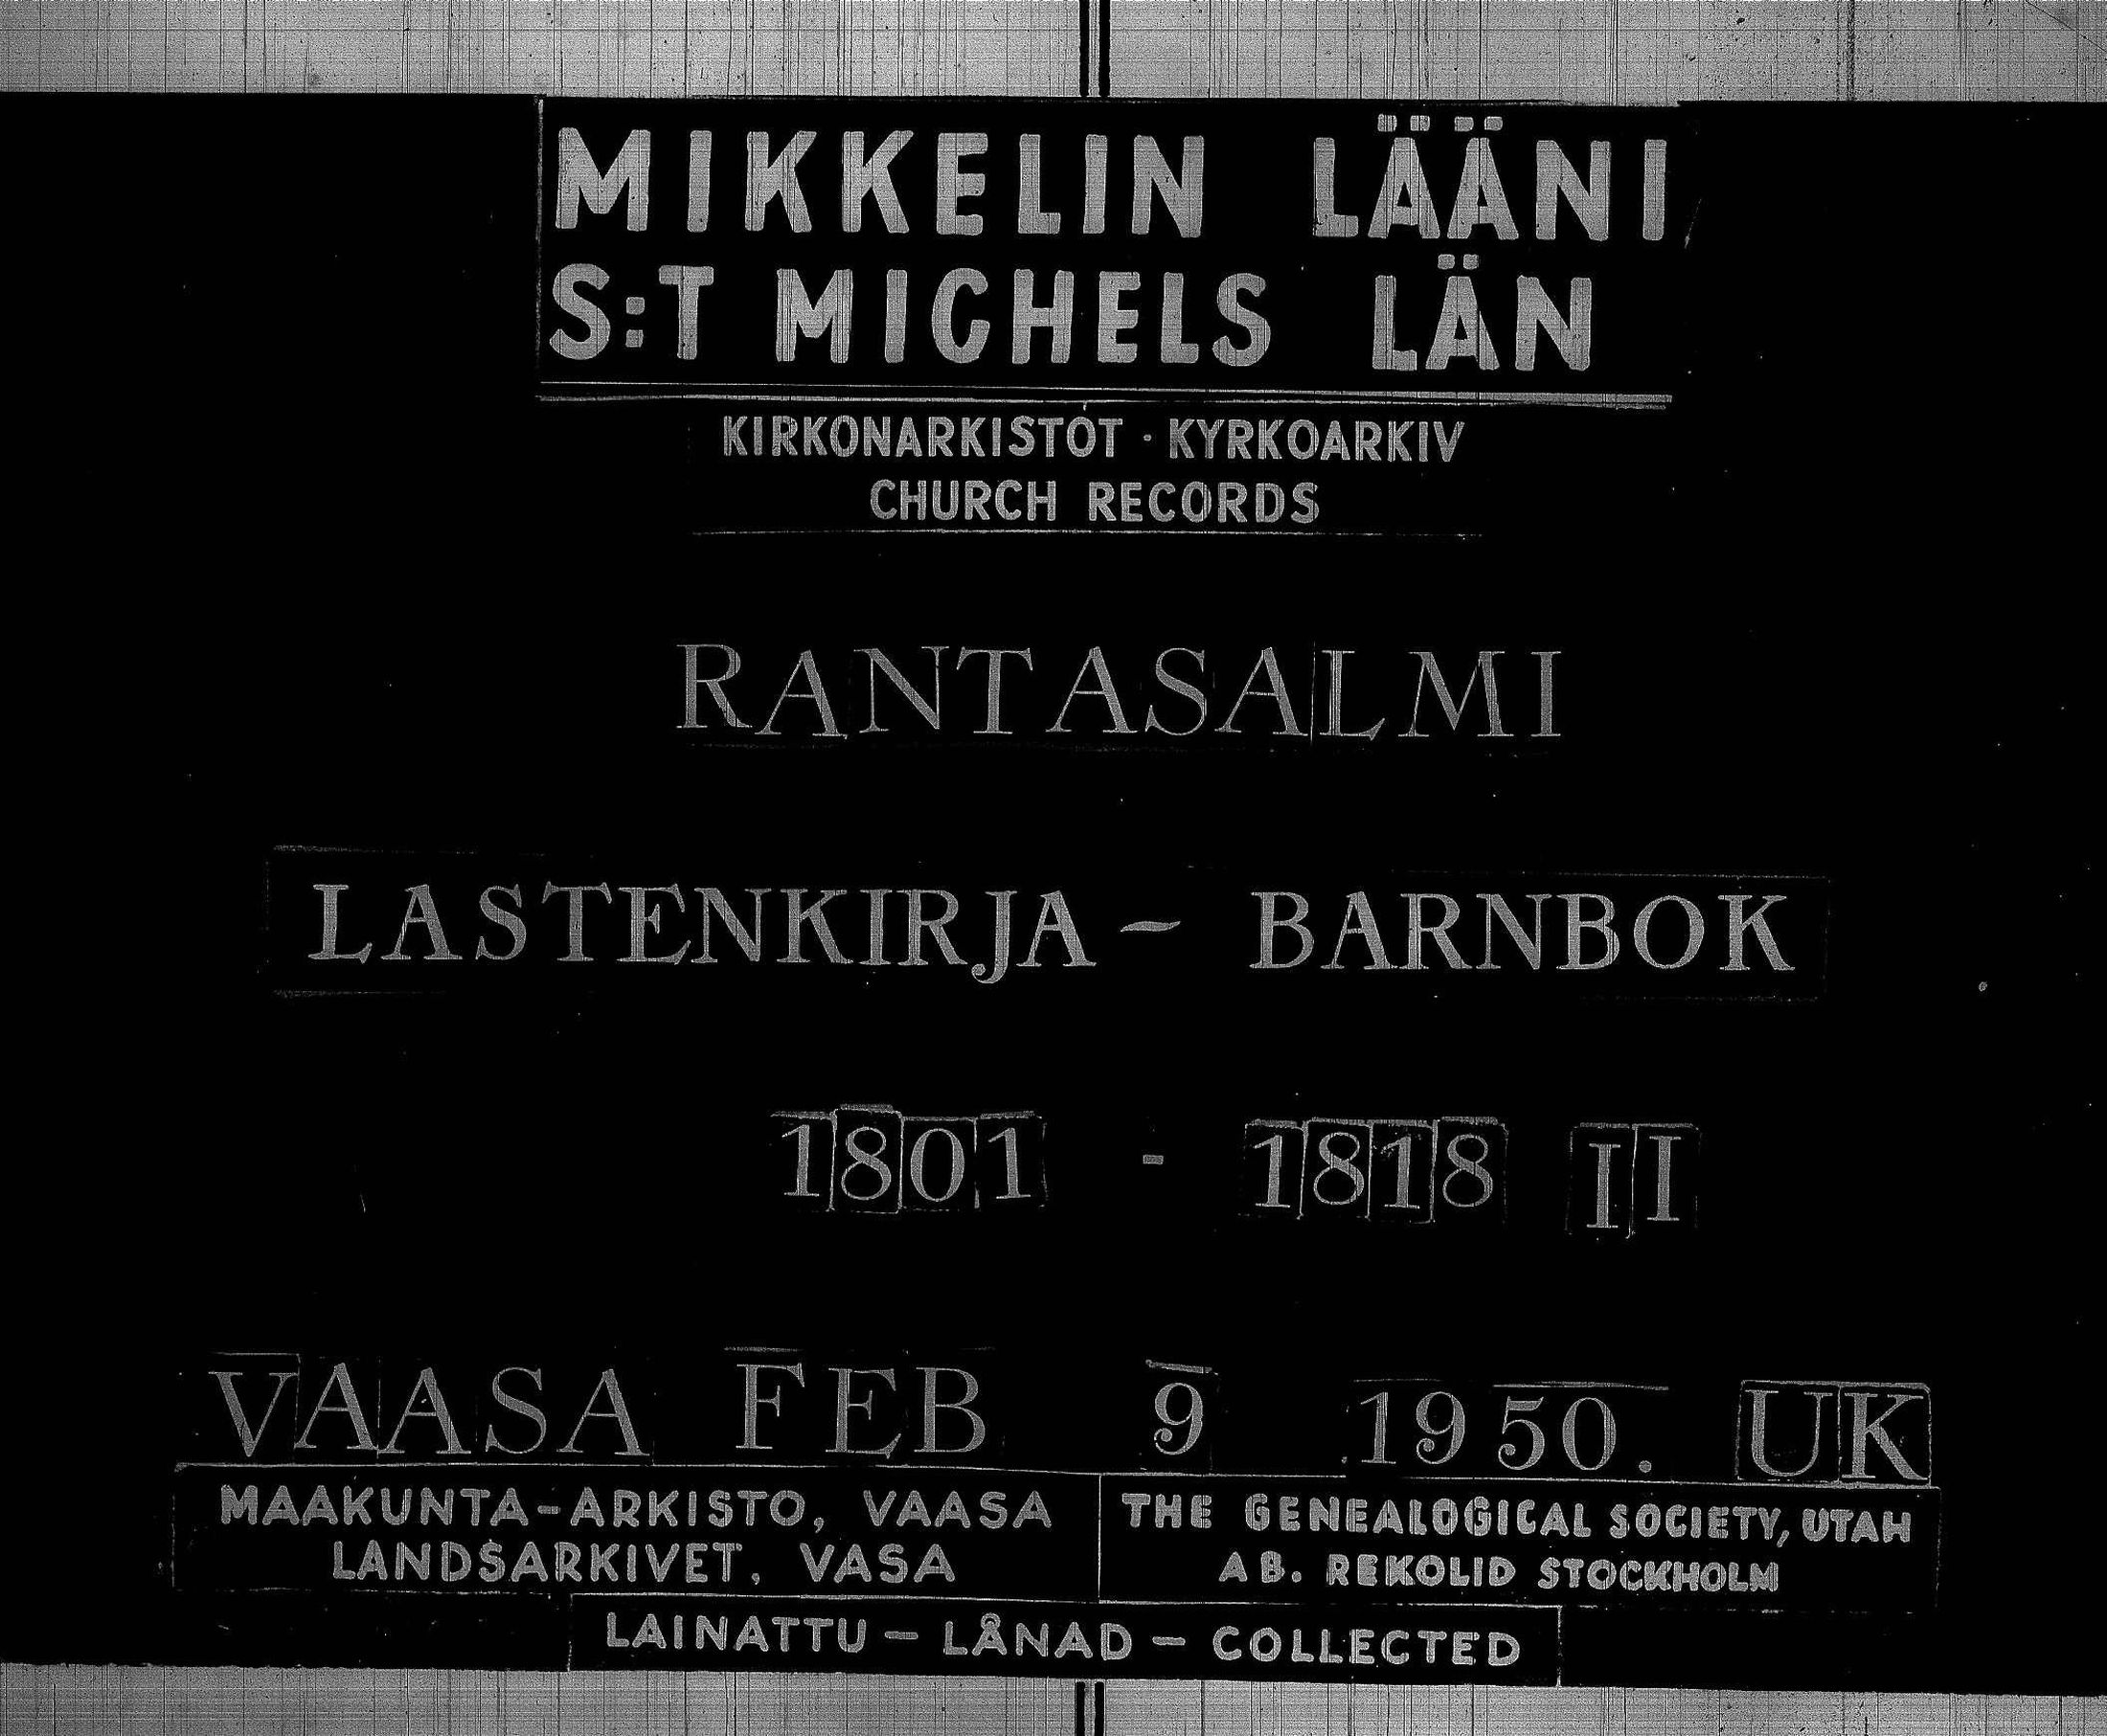 MIKKELIN LÄÄNI
S:T MICHELS LÄN
KIRKONARKISTOT · KYRKOARKIV
CHURCH RECORDS
RANTASALMI
LASTENKIRJA - BARNBOK
1801 - 1818 II
VAASA FEB 9 1950. UK
MAAKUNTA-ARKISTO, VAASA
LANDSARKIVET, VASA
THE GENEALOGICAL SOCIETY, UTAH
AB. REKOLID STOCKHOLM
LAINATTU - LÅNAD - COLLECTED